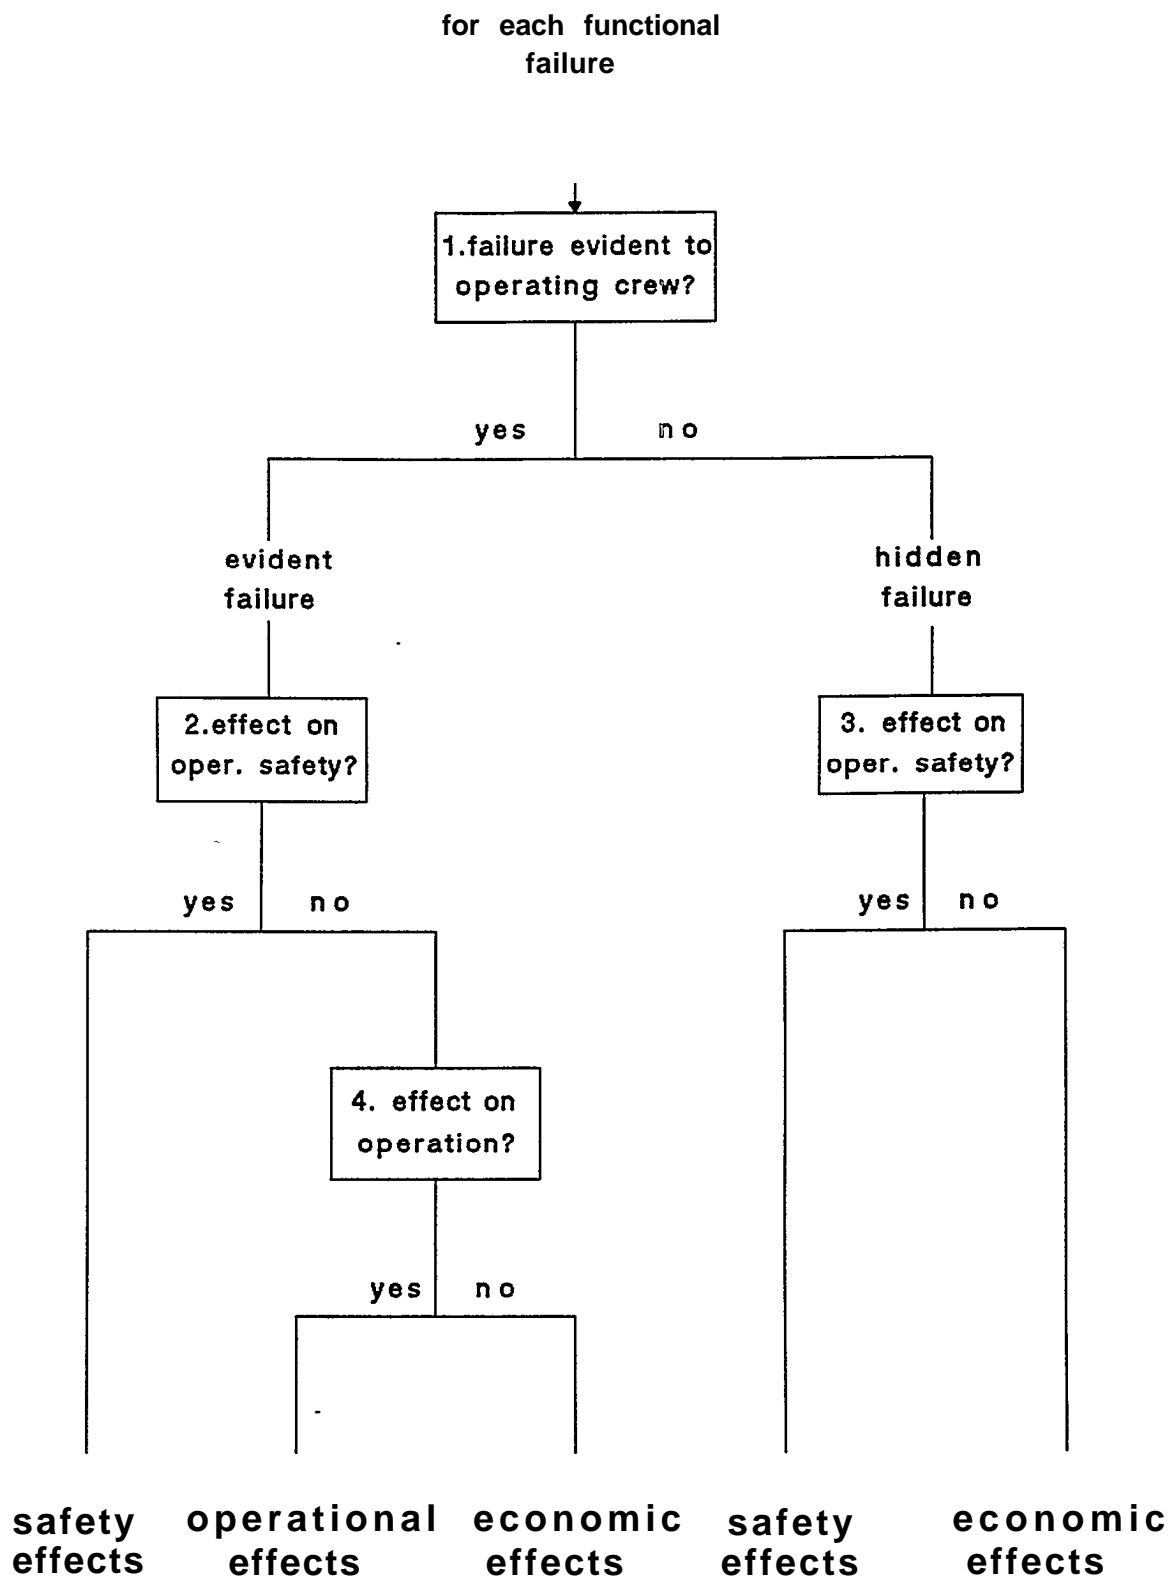 for each functional
failure
1.failure evident to
operating crew?
yes no
evident
failure
hidden
failure
2.effect on
oper. safety?
3. effect on
oper. safety?
yes no
yes no
4. effect on
operation?
yes no
safety
effects
operational
effects
economic
effects
safety
effects
economic
effects